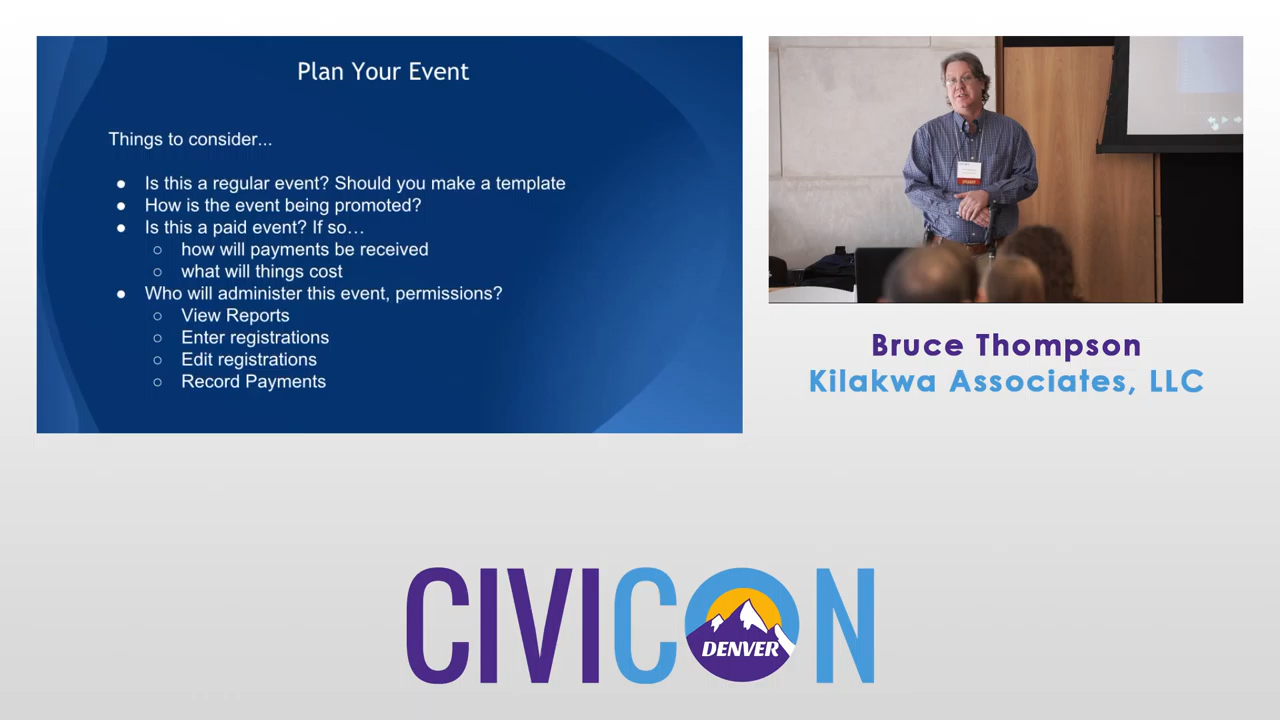 Plan Your Event
Things to consider...
● Is this a regular event? Should you make a template
● How is the event being promoted?
● Is this a paid event? If so…
○ how will payments be received
○ what will things cost
● Who will administer this event, permissions?
○ View Reports
○ Enter registrations
○ Edit registrations
○ Record Payments
Bruce Thompson
Kilakwa Associates, LLC
CIVICON
DENVER